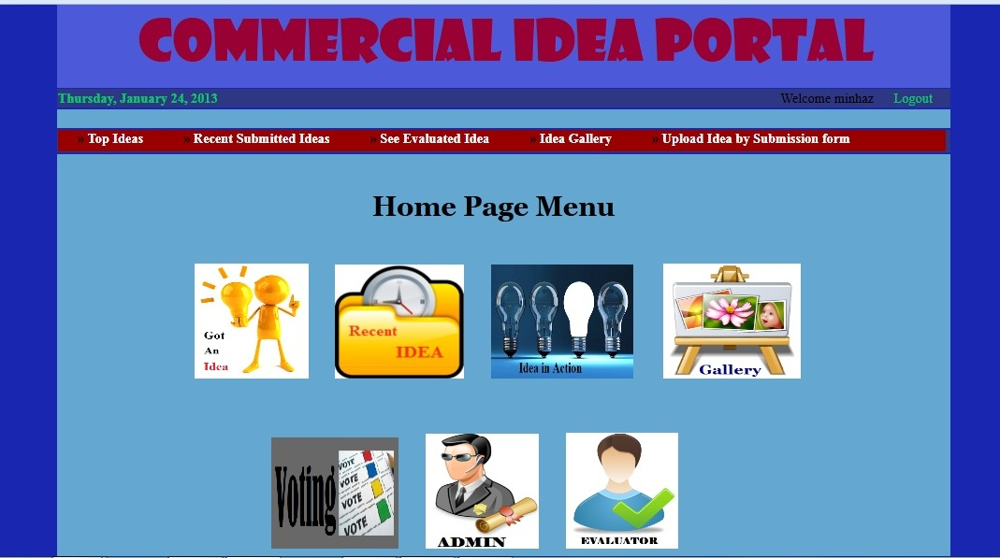 COMMERCIAL IDEA PORTAL
Thursday, January 24, 2013 Welcome minhaz Logout
» Top Ideas » Recent Submitted Ideas » See Evaluated Idea » Idea Gallery » Upload Idea by Submission form
Home Page Menu
Got
An
Idea
Recent
IDEA
Idea in Action
Gallery
Voting
VOTE
VOTE
VOTE
VOTE
ADMIN
EVALUATOR